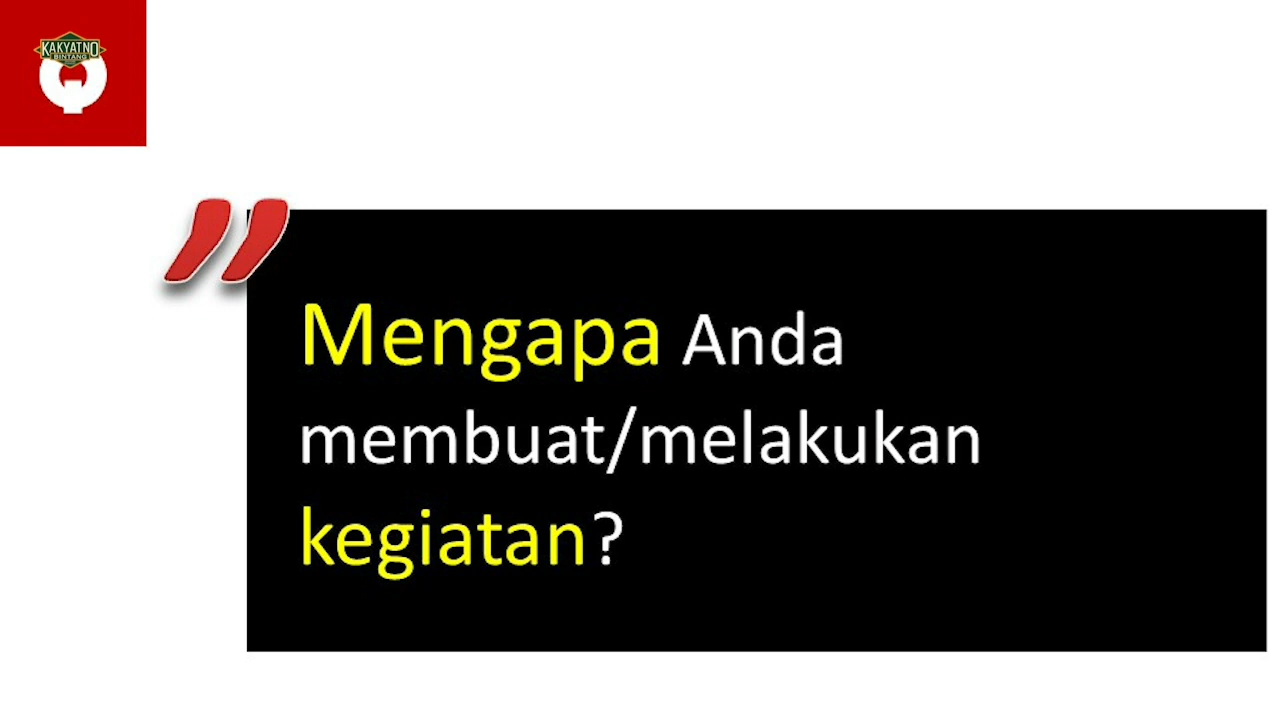 KAKYATNO
BINTANG
Mengapa Anda
membuat/melakukan
kegiatan?